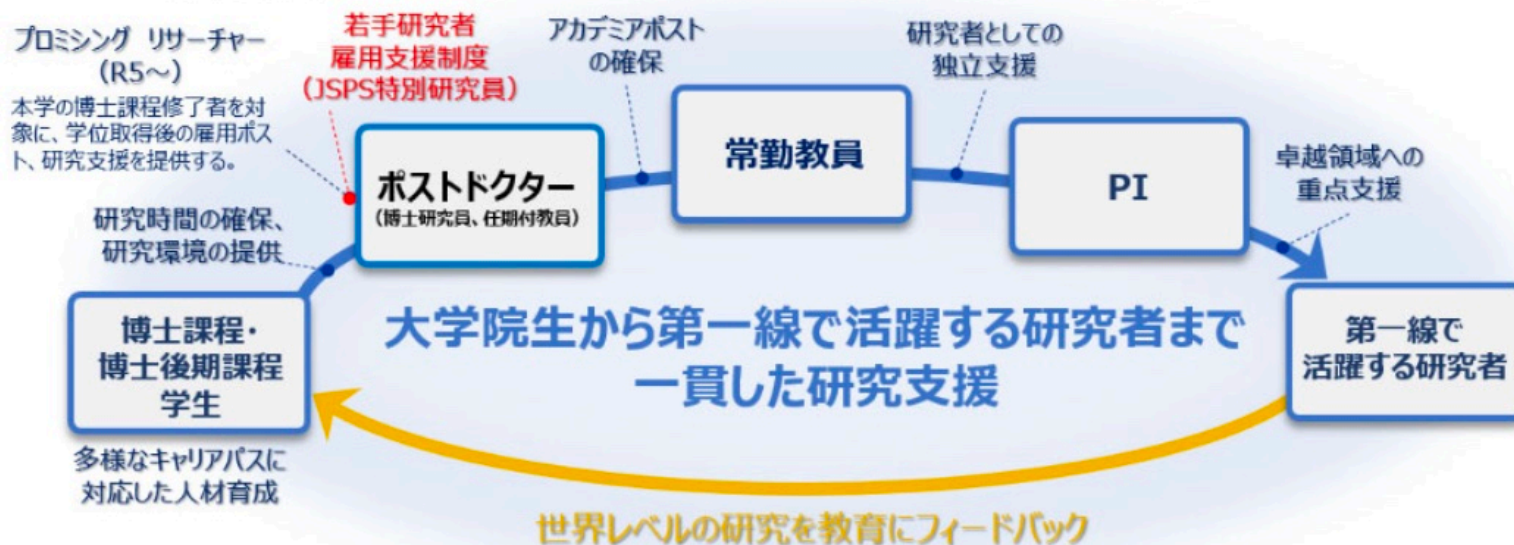 プロミシング リサーチャー
（R5～）
本学の博士課程修了者を対
象に、学位取得後の雇用ポス
ト、研究支援を提供する。
若手研究者
雇用支援制度
（JSPS特別研究員）
アカデミアポスト
の確保
研究者としての
独立支援
卓越領域への
重点支援
研究時間の確保、
研究環境の提供
博士課程・
博士後期課程
学生
多様なキャリアパスに
対応した人材育成
ポストドクター
（博士研究員、任期付教員）
常勤教員
PI
第一線で
活躍する研究者
大学院生から第一線で活躍する研究者まで
一貫した研究支援
世界レベルの研究を教育にフィードバック